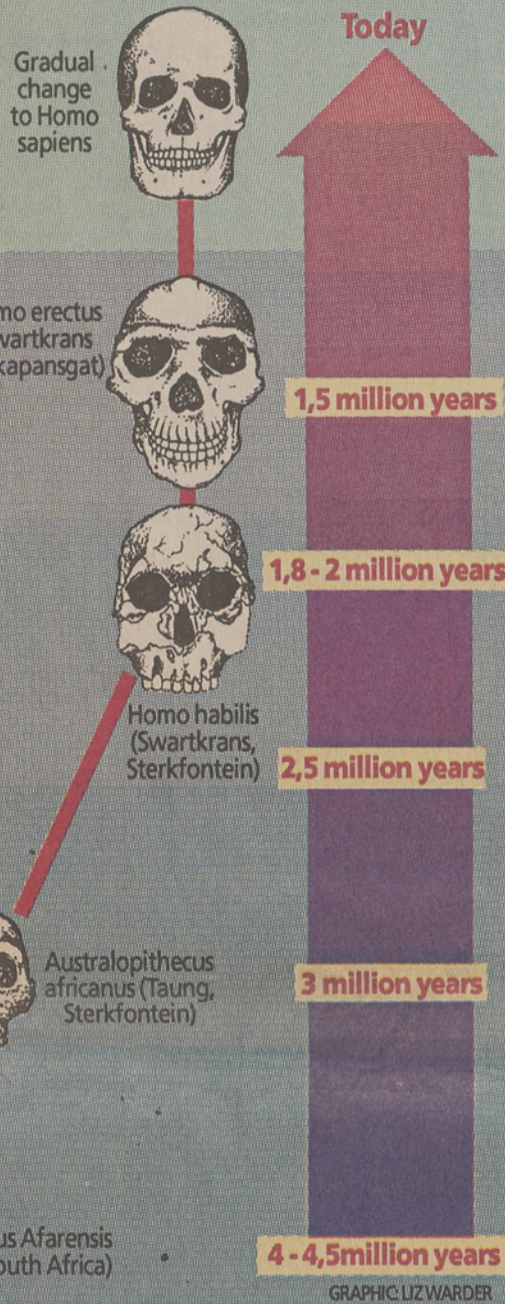 Today
Gradual
change
to Homo
sapiens
mo erectus
wartkrans
kapansgat)
1,5 million years
1,8 - 2 million years
Homo habilis
(Swartkrans,
Sterkfontein)
2,5 million years
Australopithecus
africanus (Taung,
Sterkfontein)
3 million years
us Afarensis
outh Africa)
4 - 4,5million years
GRAPHIC: LIZ WARDER